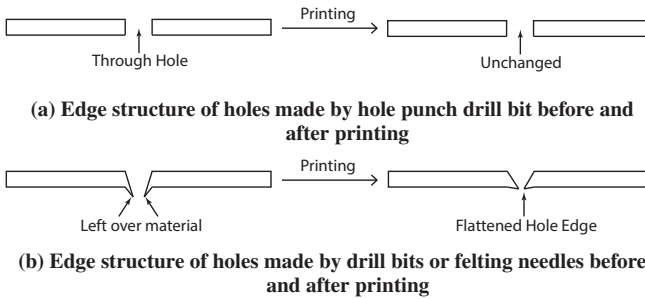 Printing
Through Hole
Unchanged
(a) Edge structure of holes made by hole punch drill bit before and
after printing
Printing
Left over material
Flattened Hole Edge
(b) Edge structure of holes made by drill bits or felting needles before
and after printing